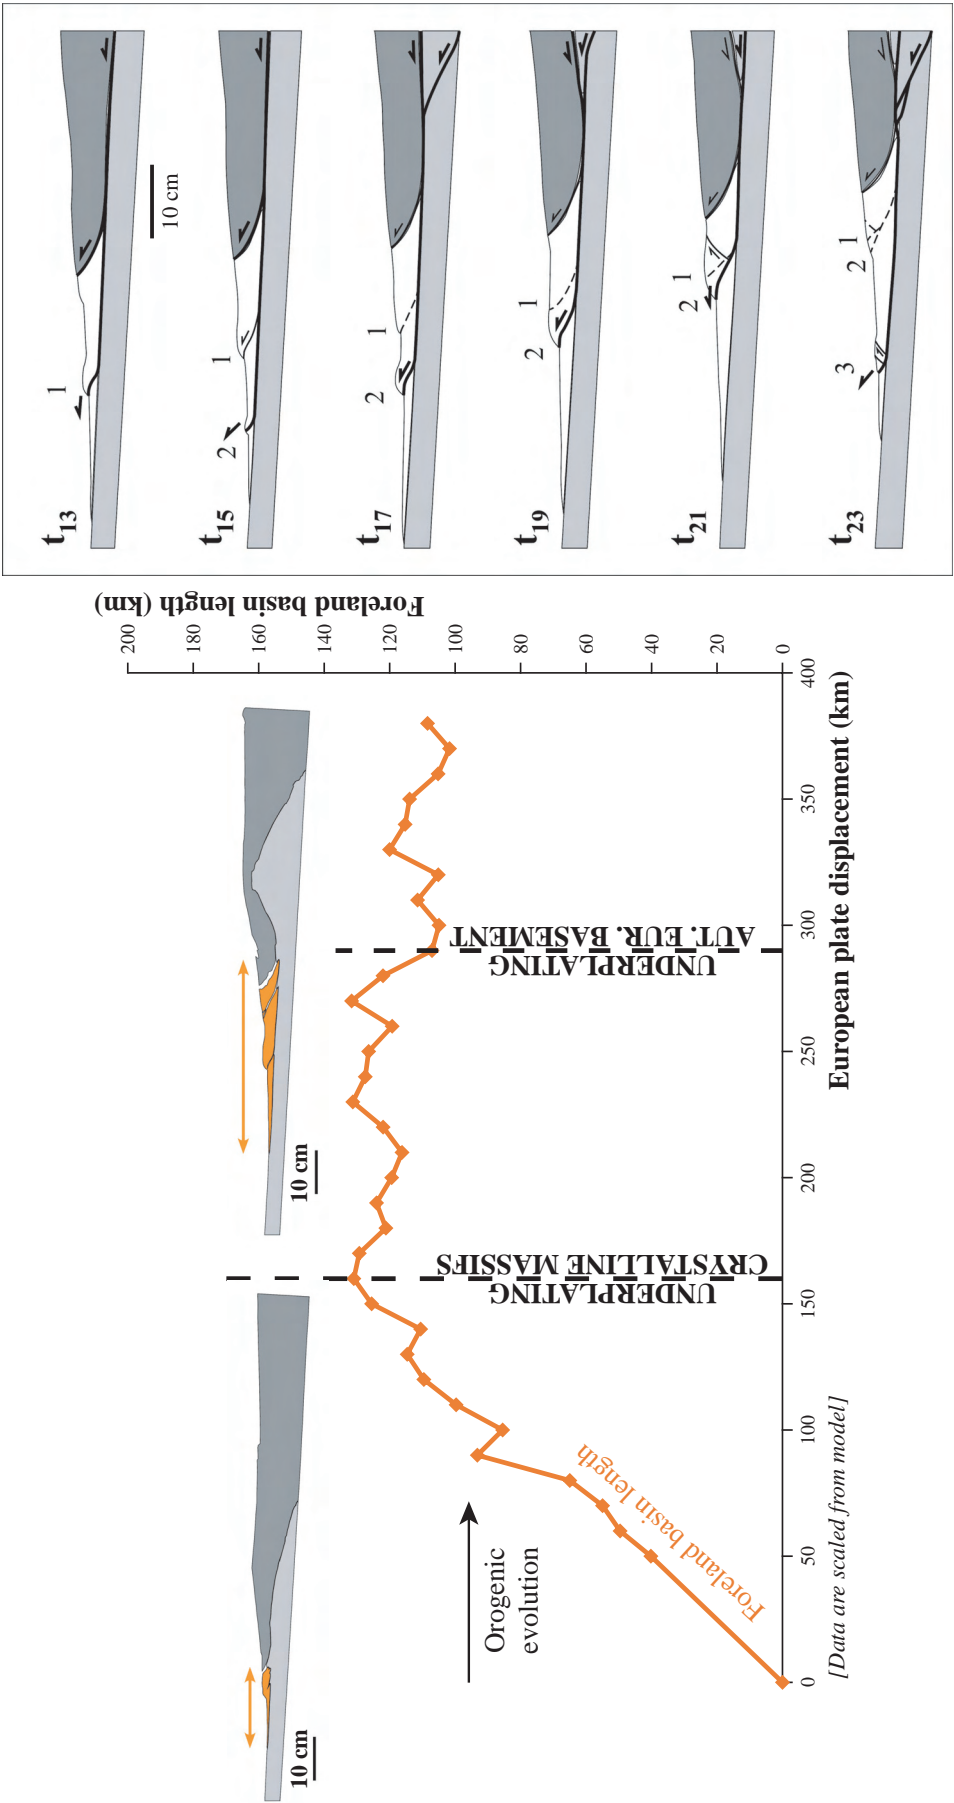 10 cm
10 cm
Orogenic
evolution
Foreland basin length
UNDERPLATING
CRYSTALLINE MASSIFS
UNDERPLATING
AUT. EUR. BASEMENT
[Data are scaled from model]
0
50
100
150
200
250
300
350
400
European plate displacement (km)
200
180
160
140
120
100
80
60
40
20
0
Foreland basin length (km)
t13
1
10 cm
t15
2
1
t17
2
1
t19
2
1
t21
2
1
t23
3
2
1